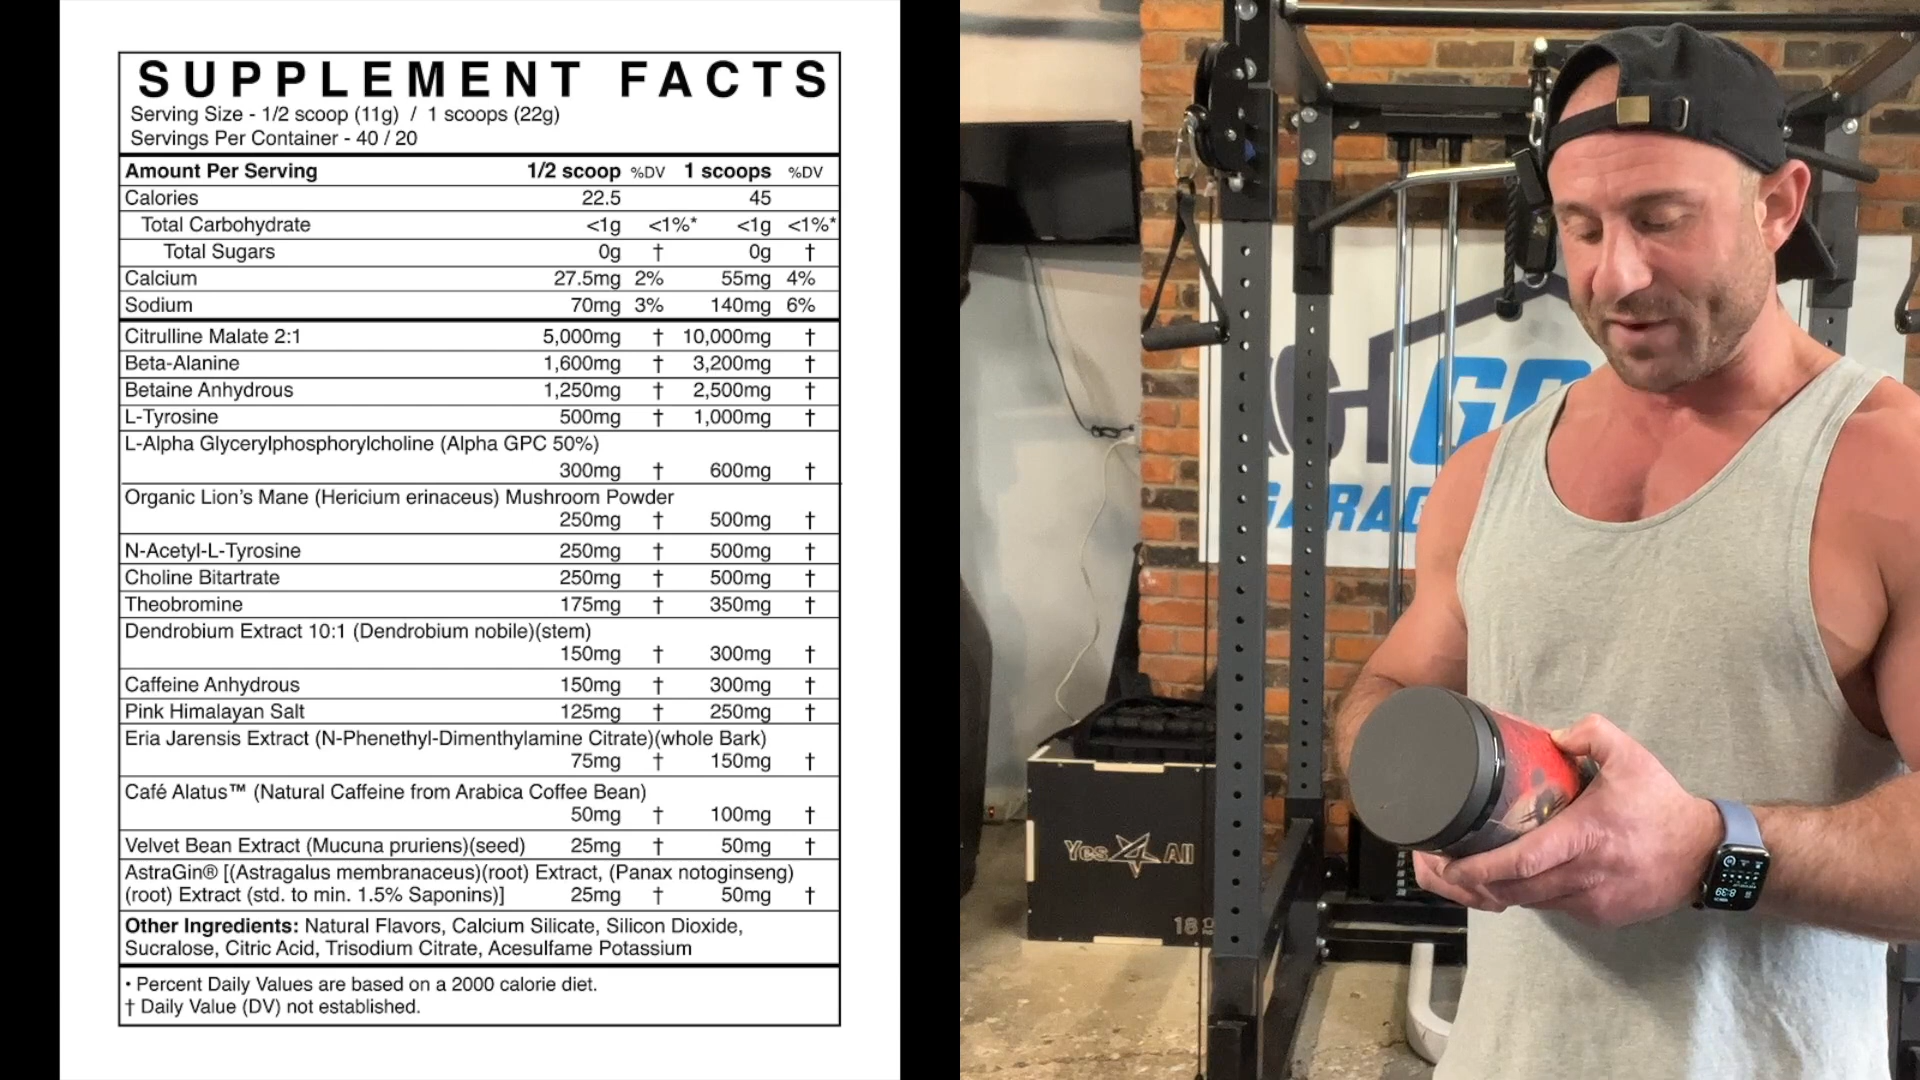 SUPPLEMENT FACTS
Serving Size - 1/2 scoop (11g) / 1 scoops (22g)
Servings Per Container - 40 / 20
Amount Per Serving 1/2 scoop %DV 1 scoops %DV
Calories 22.5 45
Total Carbohydrate <1g <1%* <1g <1%*
Total Sugars 0g † 0g †
Calcium 27.5mg 2% 55mg 4%
Sodium 70mg 3% 140mg 6%
Citrulline Malate 2:1 5,000mg † 10,000mg †
Beta-Alanine 1,600mg † 3,200mg †
Betaine Anhydrous 1,250mg † 2,500mg †
L-Tyrosine 500mg † 1,000mg †
L-Alpha Glycerylphosphorylcholine (Alpha GPC 50%)
300mg † 600mg †
Organic Lion's Mane (Hericium erinaceus) Mushroom Powder
250mg † 500mg †
N-Acetyl-L-Tyrosine 250mg † 500mg †
Choline Bitartrate 250mg † 500mg †
Theobromine 175mg † 350mg †
Dendrobium Extract 10:1 (Dendrobium nobile)(stem)
150mg † 300mg †
Caffeine Anhydrous 150mg † 300mg †
Pink Himalayan Salt 125mg † 250mg †
Eria Jarensis Extract (N-Phenethyl-Dimenthylamine Citrate)(whole Bark)
75mg † 150mg †
Café Alatus™ (Natural Caffeine from Arabica Coffee Bean)
50mg † 100mg †
Velvet Bean Extract (Mucuna pruriens)(seed) 25mg † 50mg †
AstraGin® [(Astragalus membranaceus)(root) Extract, (Panax notoginseng)
(root) Extract (std. to min. 1.5% Saponins)] 25mg † 50mg †
Other Ingredients: Natural Flavors, Calcium Silicate, Silicon Dioxide,
Sucralose, Citric Acid, Trisodium Citrate, Acesulfame Potassium
• Percent Daily Values are based on a 2000 calorie diet.
† Daily Value (DV) not established.
Yes 4 All
18
8:39